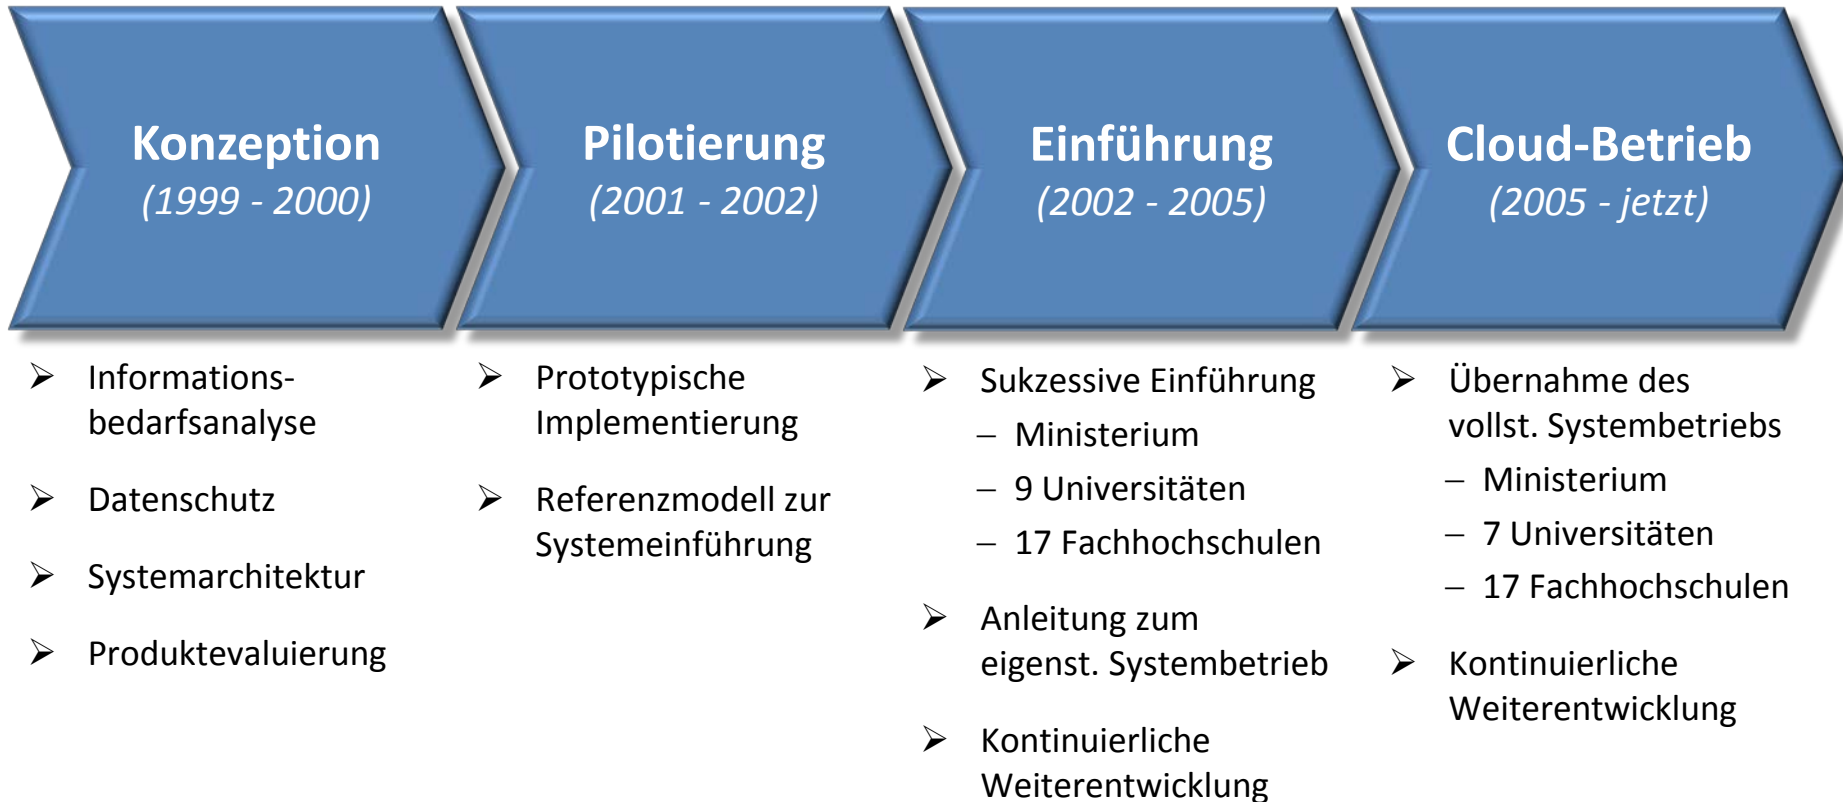 Konzeption
(1999 - 2000)
➢ Informations-
bedarfsanalyse
➢ Datenschutz
➢ Systemarchitektur
➢ Produktevaluierung
Pilotierung
(2001 - 2002)
➢ Prototypische
Implementierung
➢ Referenzmodell zur
Systemeinführung
Einführung
(2002 - 2005)
➢ Sukzessive Einführung
– Ministerium
– 9 Universitäten
– 17 Fachhochschulen
➢ Anleitung zum
eigenst. Systembetrieb
➢ Kontinuierliche
Weiterentwicklung
Cloud-Betrieb
(2005 - jetzt)
➢ Übernahme des
vollst. Systembetriebs
– Ministerium
– 7 Universitäten
– 17 Fachhochschulen
➢ Kontinuierliche
Weiterentwicklung